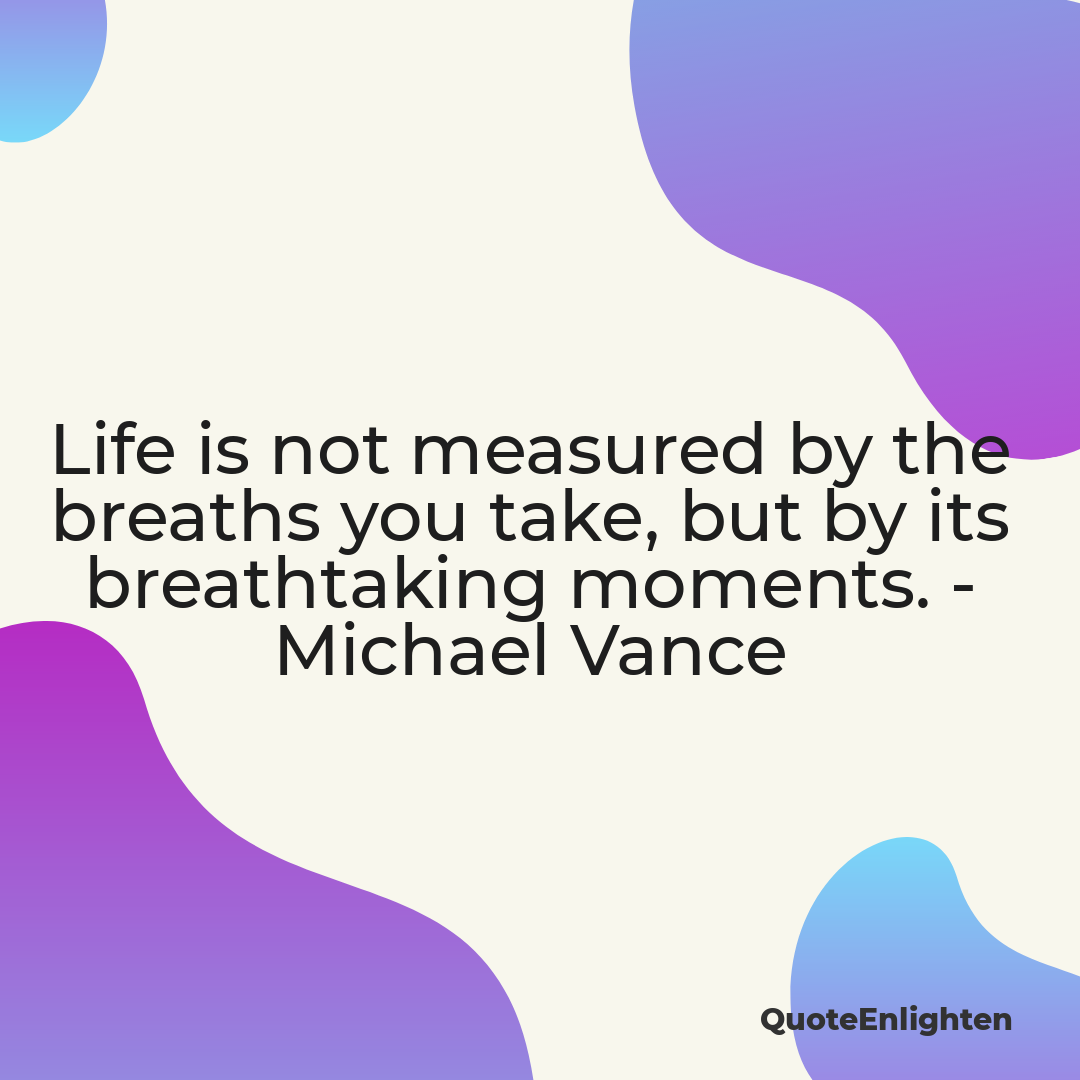 Life is not measured by the
breaths you take, but by its
breathtaking moments. -
Michael Vance
QuoteEnlighten